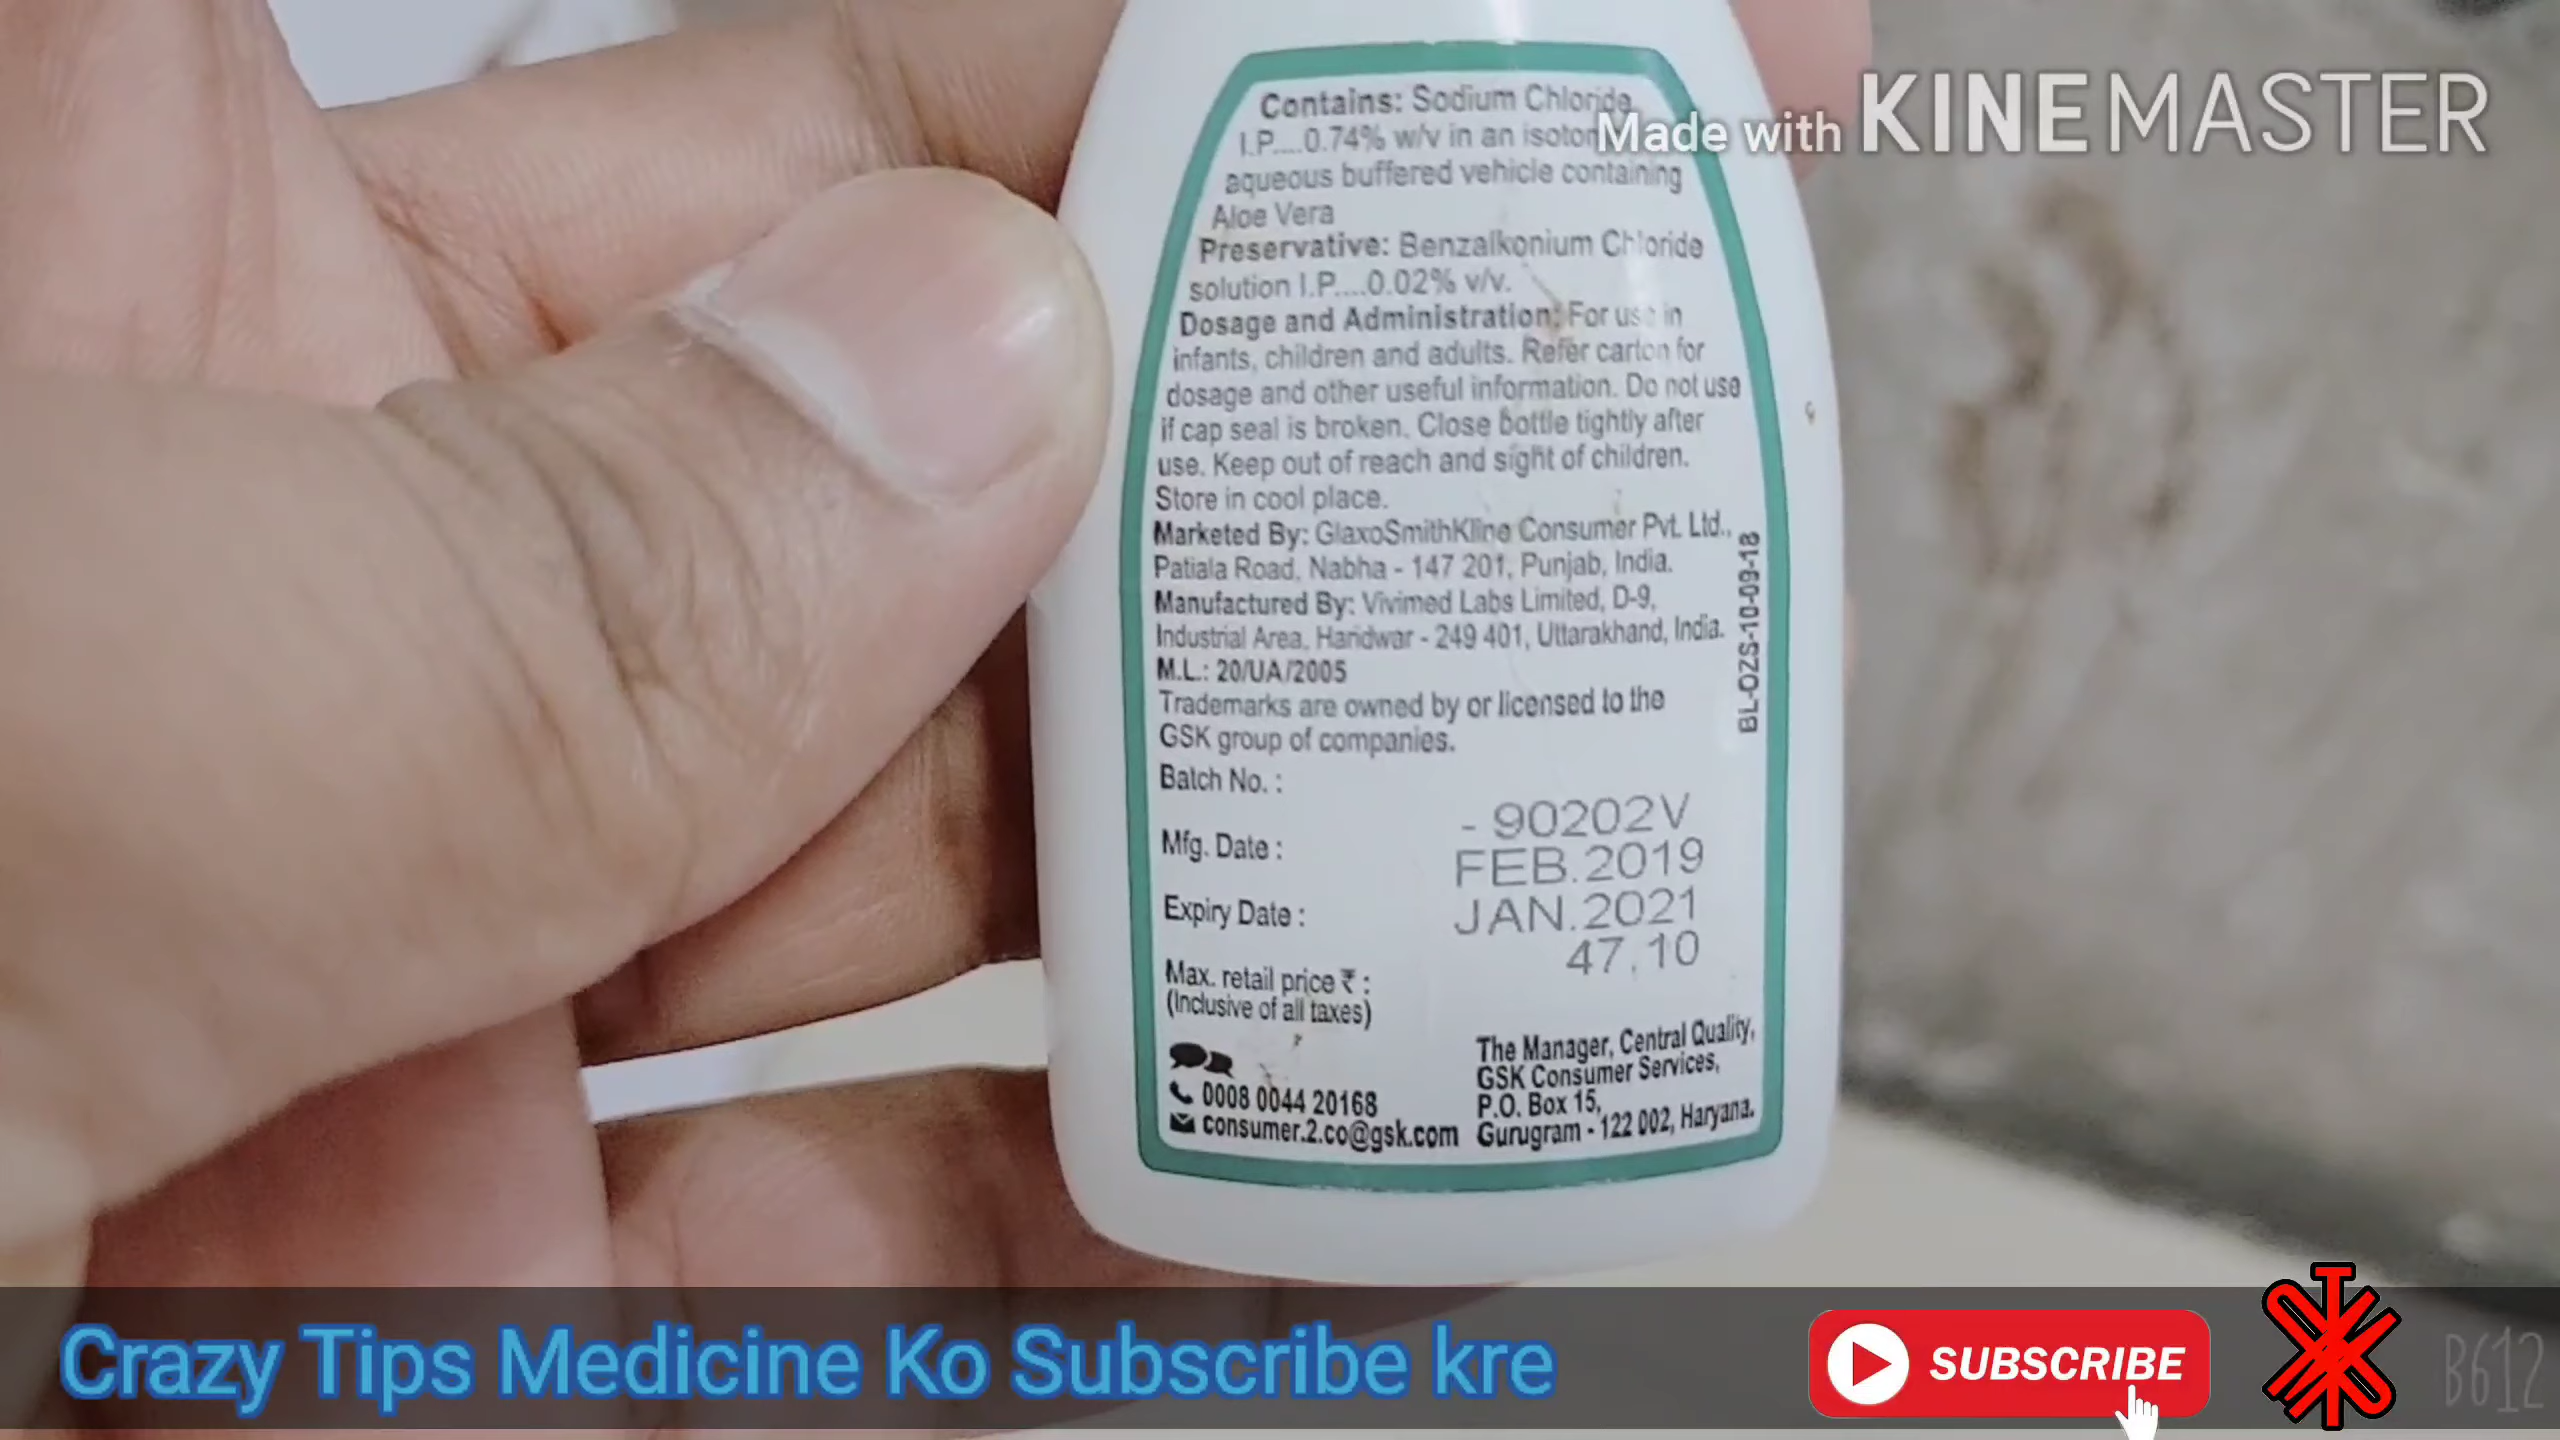 Contains: Sodium Chloride
I.P....0.74% w/v in an isoton
Made with KINEMASTER
aqueous buffered vehicle containing
Aloe Vera
Preservative: Benzalkonium Chloride
solution I.P....0.02% v/v.
Dosage and Administration: For use in
infants, children and adults. Refer carton for
dosage and other useful information. Do not use
if cap seal is broken. Close bottle tightly after
use. Keep out of reach and sight of children.
Store in cool place.
Marketed By: GlaxoSmithKline Consumer Pvt. Ltd.,
Patiala Road, Nabha - 147 201, Punjab, India.
Manufactured By: Vivimed Labs Limited, D-9,
Industrial Area, Haridwar - 249 401, Uttarakhand, India.
M.L.: 20/UA/2005
Trademarks are owned by or licensed to the
GSK group of companies.
BL-OZS-10-09-18
Batch No. :
- 90202V
Mfg. Date :
FEB.2019
Expiry Date :
JAN.2021
47.10
Max. retail price ₹ :
(Inclusive of all taxes)
0008 0044 20168
consumer.2.co@gsk.com
The Manager, Central Quality,
GSK Consumer Services,
P.O. Box 15,
Gurugram - 122 002, Haryana.
Crazy Tips Medicine Ko Subscribe kre
SUBSCRIBE
B612